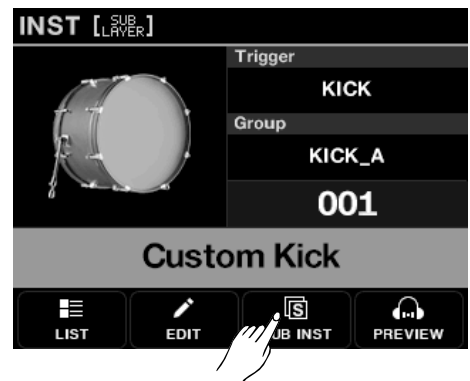 INST [SUB LAYER]
Trigger
KICK
Group
KICK_A
001
Custom Kick
S
LIST
EDIT
UB INST
PREVIEW